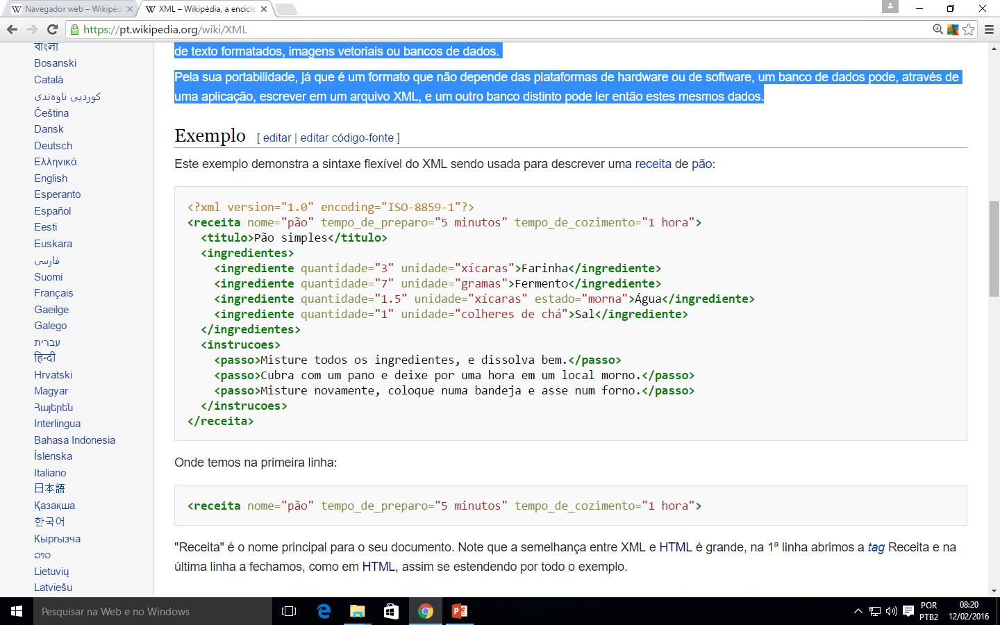 Navegador web – Wikipéd
XML – Wikipédia, a enciclo
https://pt.wikipedia.org/wiki/XML
বাংলা
Bosanski
Català
کوردیی ناوەندی
Čeština
Dansk
Deutsch
Ελληνικά
English
Esperanto
Español
Eesti
Euskara
فارسی
Suomi
Français
Gaeilge
Galego
עברית
हिन्दी
Hrvatski
Magyar
Հայերեն
Interlingua
Bahasa Indonesia
Íslenska
Italiano
日本語
Қазақша
한국어
Кыргызча
ລາວ
Lietuvių
Latviešu
de texto formatados, imagens vetoriais ou bancos de dados.
Pela sua portabilidade, já que é um formato que não depende das plataformas de hardware ou de software, um banco de dados pode, através de
uma aplicação, escrever em um arquivo XML, e um outro banco distinto pode ler então estes mesmos dados.
Exemplo [ editar | editar código-fonte ]
Este exemplo demonstra a sintaxe flexível do XML sendo usada para descrever uma receita de pão:
<?xml version="1.0" encoding="ISO-8859-1"?>
<receita nome="pão" tempo_de_preparo="5 minutos" tempo_de_cozimento="1 hora">
<titulo>Pão simples</titulo>
<ingredientes>
<ingrediente quantidade="3" unidade="xícaras">Farinha</ingrediente>
<ingrediente quantidade="7" unidade="gramas">Fermento</ingrediente>
<ingrediente quantidade="1.5" unidade="xícaras" estado="morna">Água</ingrediente>
<ingrediente quantidade="1" unidade="colheres de chá">Sal</ingrediente>
</ingredientes>
<instrucoes>
<passo>Misture todos os ingredientes, e dissolva bem.</passo>
<passo>Cubra com um pano e deixe por uma hora em um local morno.</passo>
<passo>Misture novamente, coloque numa bandeja e asse num forno.</passo>
</instrucoes>
</receita>
Onde temos na primeira linha:
<receita nome="pão" tempo_de_preparo="5 minutos" tempo_de_cozimento="1 hora">
"Receita" é o nome principal para o seu documento. Note que a semelhança entre XML e HTML é grande, na 1ª linha abrimos a tag Receita e na
última linha a fechamos, como em HTML, assim se estendendo por todo o exemplo.
Pesquisar na Web e no Windows
POR
PTB2
08:20
12/02/2016